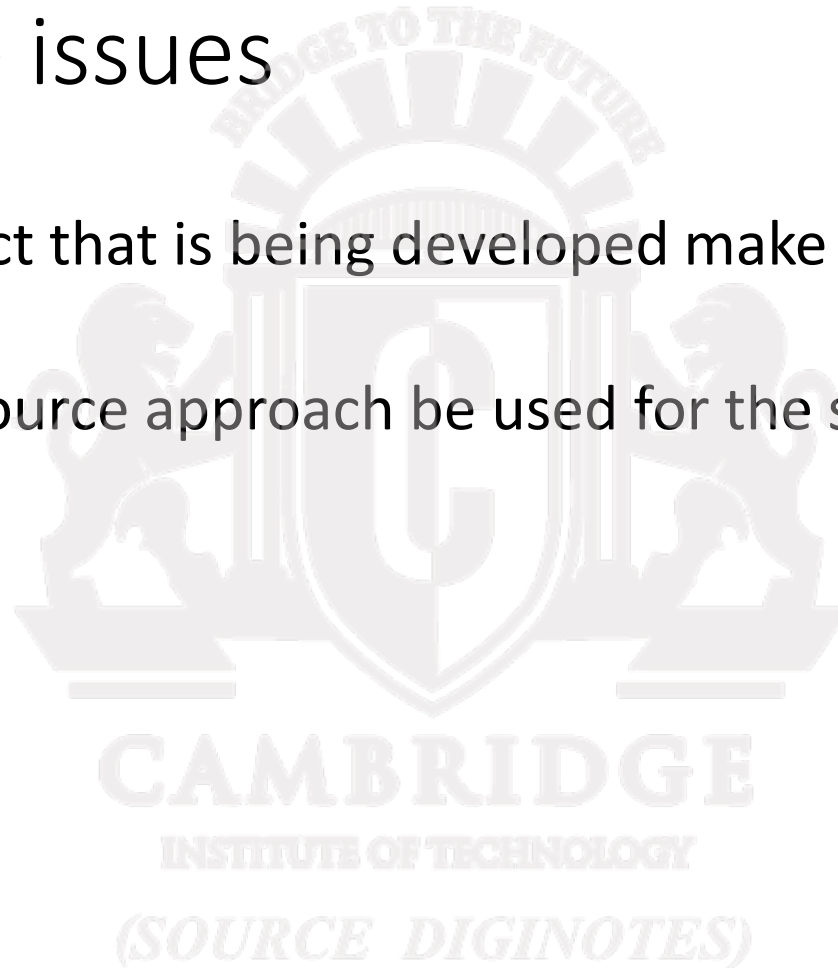 issues
BRIDGE TO THE FUTURE
ct that is being developed make
ource approach be used for the s
C
CAMBRIDGE
INSTITUTE OF TECHNOLOGY
(SOURCE DIGINOTES)